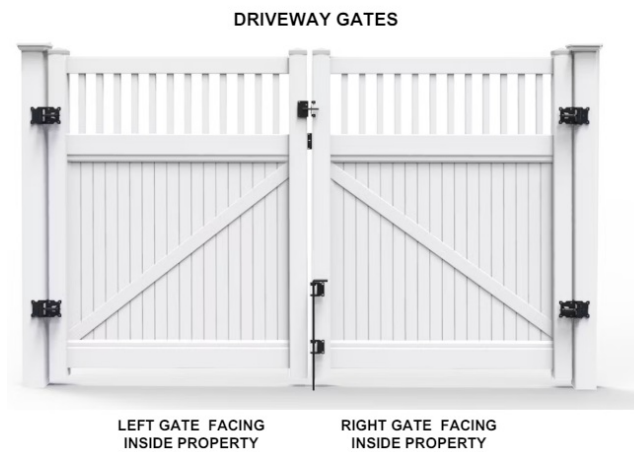 DRIVEWAY GATES
LEFT GATE FACING
INSIDE PROPERTY
RIGHT GATE FACING
INSIDE PROPERTY